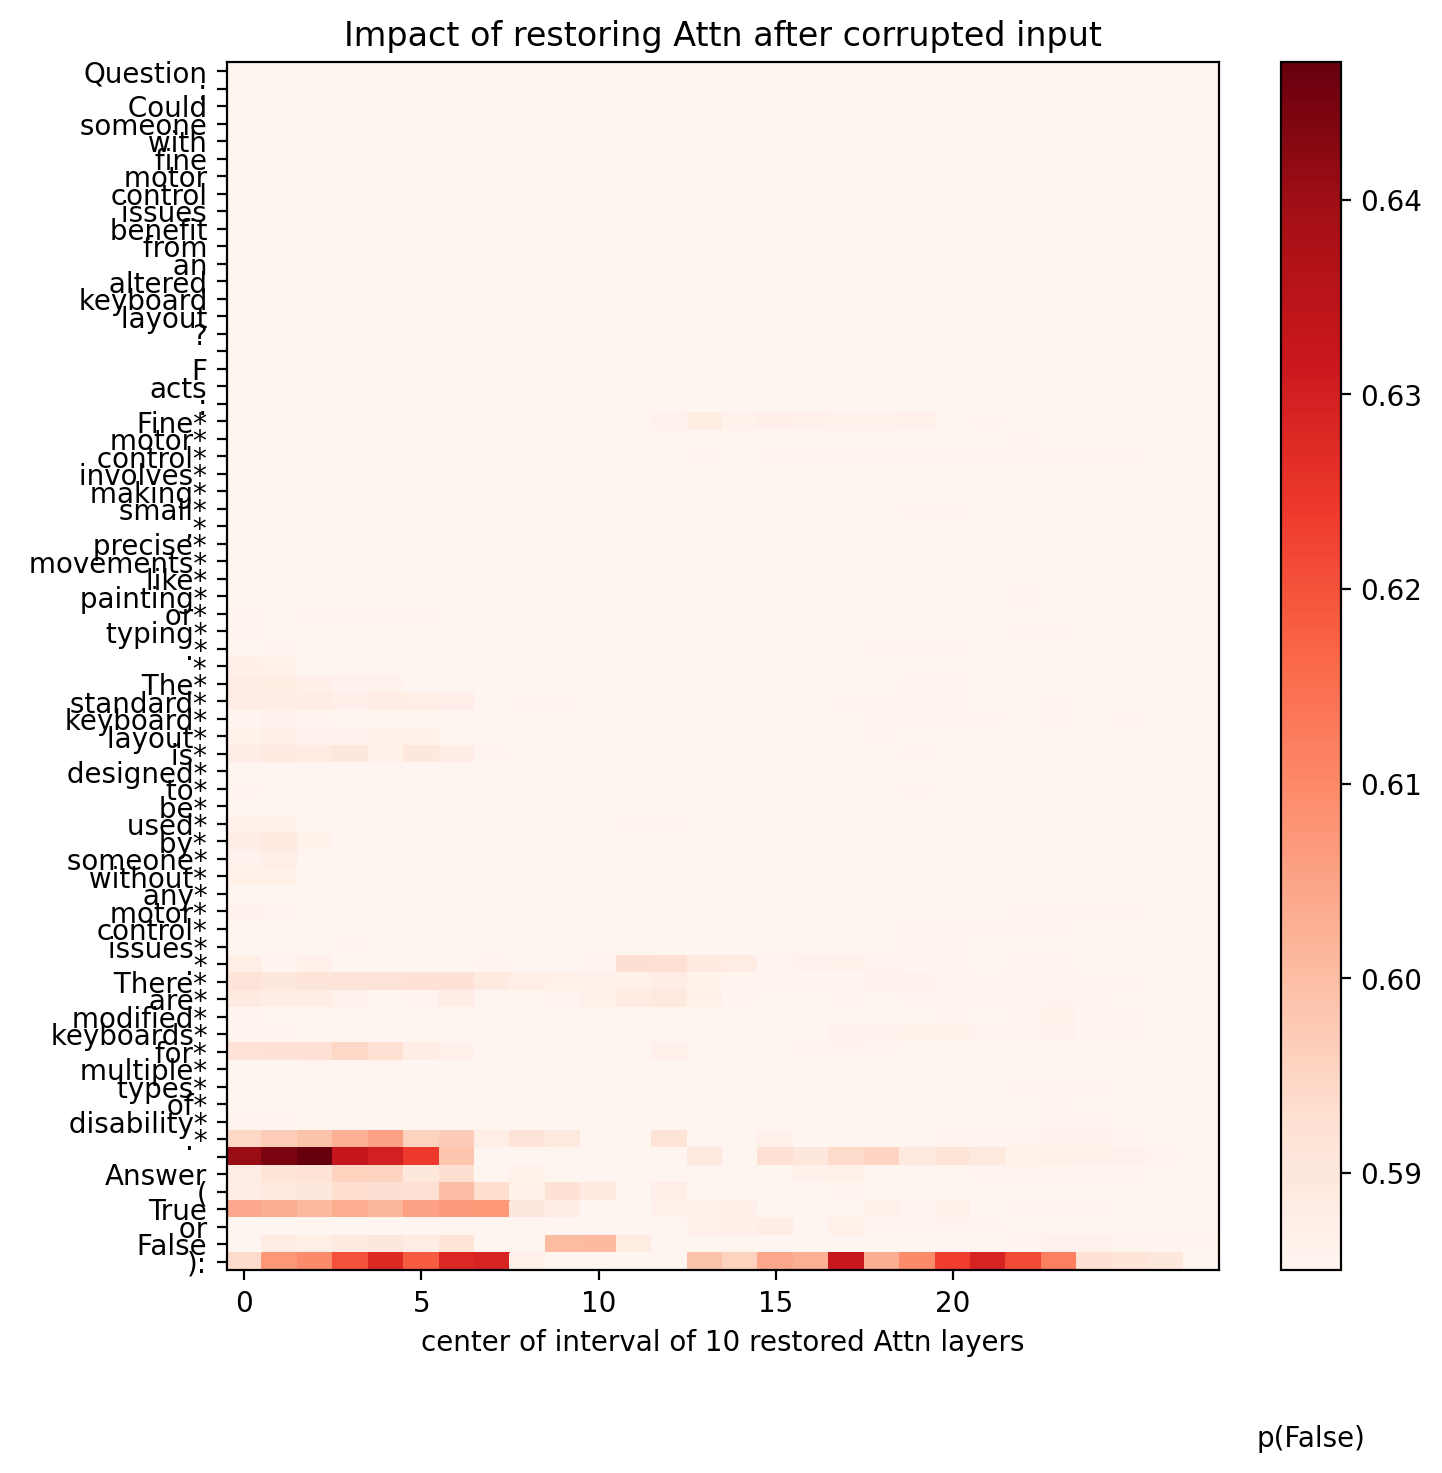 Impact of restoring Attn after corrupted input
Question
:
Could
someone
with
fine
motor
control
issues
benefit
from
an
altered
keyboard
layout
?
F
acts
:
Fine*
motor*
control*
involves*
making*
small*
,*
precise*
movements*
like*
painting*
or*
typing*
.*
*
The*
standard*
keyboard*
layout*
is*
designed*
to*
be*
used*
by*
someone*
without*
any*
motor*
control*
issues*
.*
There*
are*
modified*
keyboards*
for*
multiple*
types*
of*
disability*
.*
Answer
(
True
or
False
):
0 5 10 15 20
center of interval of 10 restored Attn layers
0.64
0.63
0.62
0.61
0.60
0.59
p(False)